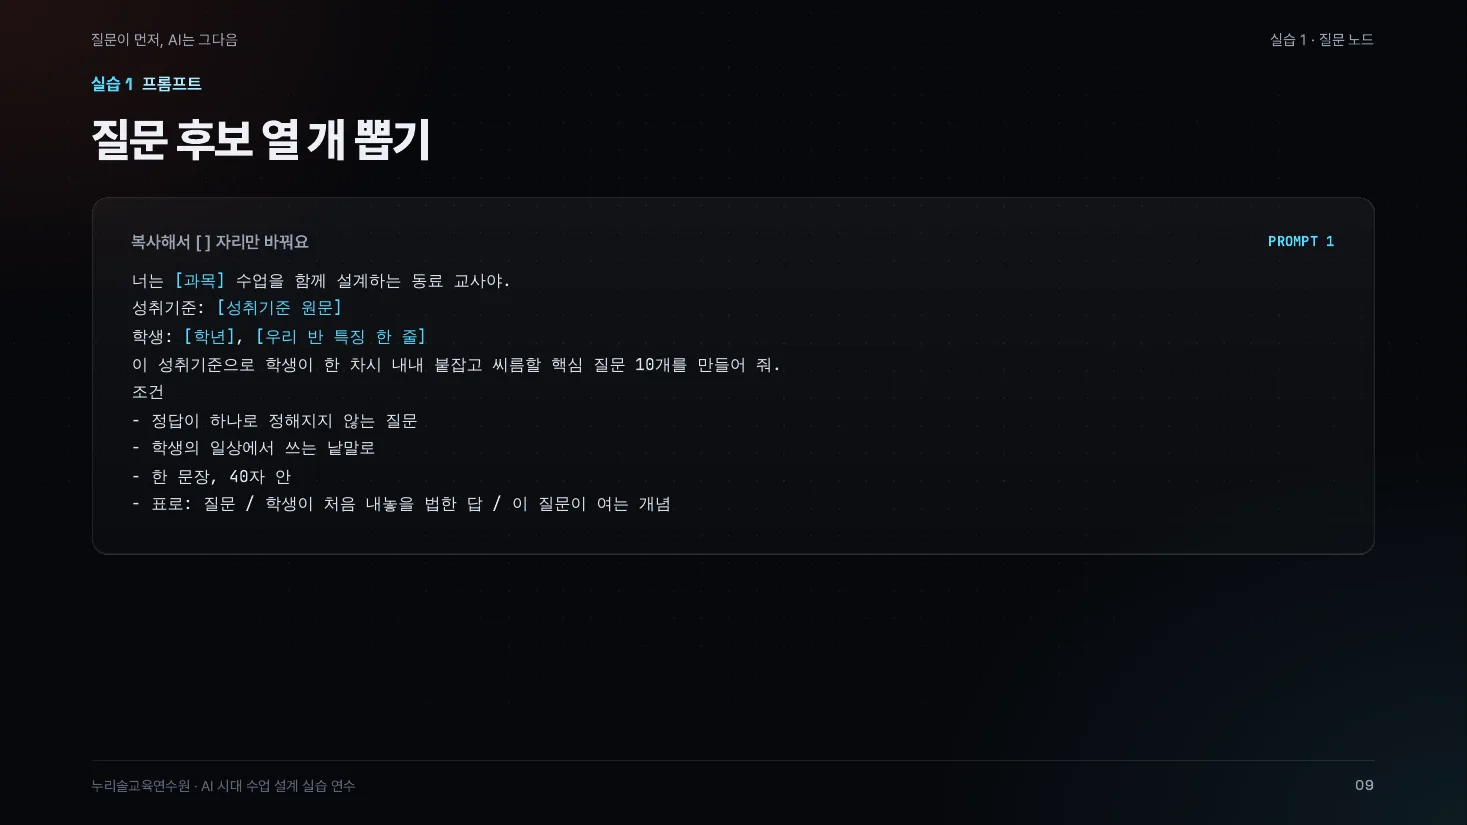 질문이 먼저, AI는 그다음
실습 1 · 질문 노드
실습 1 프롬프트
질문 후보 열 개 뽑기
복사해서 [ ] 자리만 바꿔요
PROMPT 1
너는 [과목] 수업을 함께 설계하는 동료 교사야.
성취기준: [성취기준 원문]
학생: [학년], [우리 반 특징 한 줄]
이 성취기준으로 학생이 한 차시 내내 붙잡고 씨름할 핵심 질문 10개를 만들어 줘.
조건
- 정답이 하나로 정해지지 않는 질문
- 학생의 일상에서 쓰는 낱말로
- 한 문장, 40자 안
- 표로: 질문 / 학생이 처음 내놓을 법한 답 / 이 질문이 여는 개념
누리솔교육연수원 · AI 시대 수업 설계 실습 연수
09